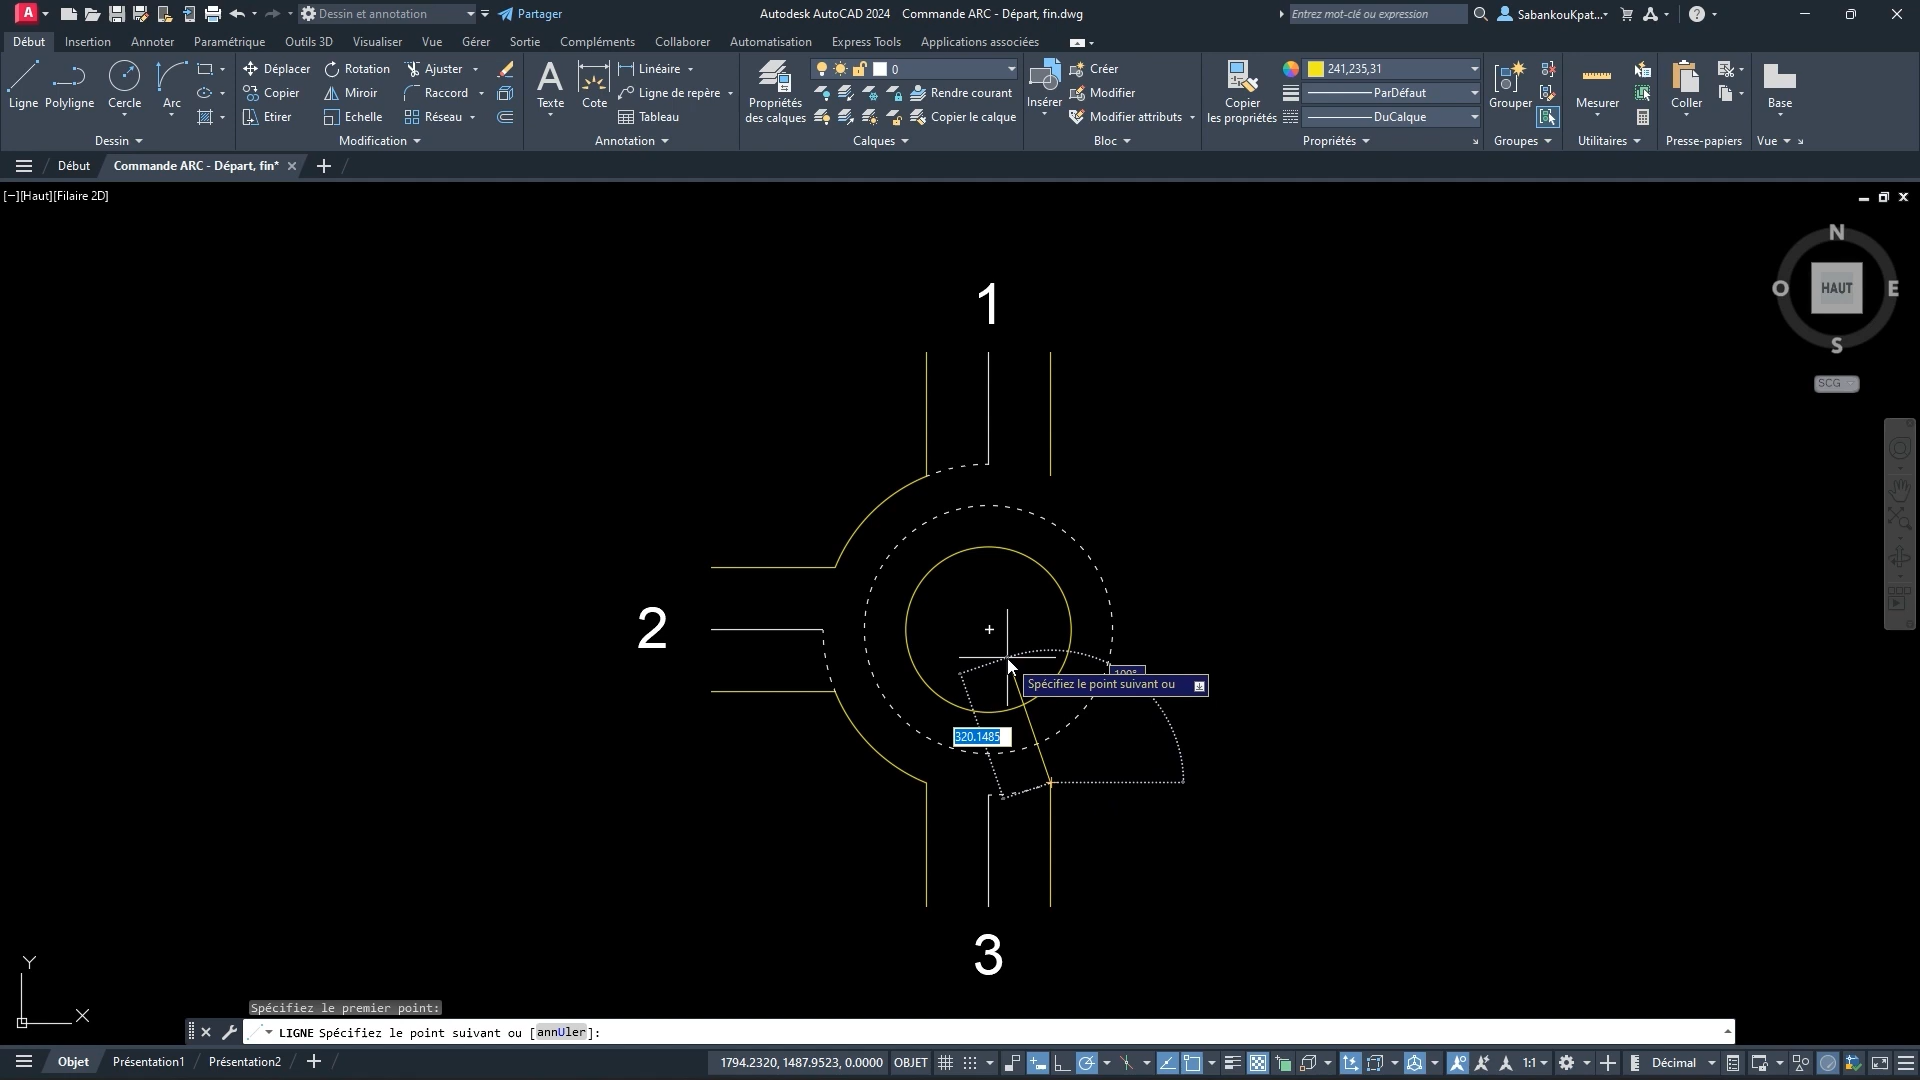 Dessin et annotation
Partager
Autodesk AutoCAD 2024 Commande ARC - Départ, fin.dwg
Entrez mot-clé ou expression
SabankouKpat...
Début Insertion Annoter Paramétrique Outils 3D Visualiser Vue Gérer Sortie Compléments Collaborer Automatisation Express Tools Applications associées
Ligne Polyligne Cercle Arc
Déplacer Rotation Ajuster
Copier Miroir Raccord
Etirer Echelle Réseau
Texte Cote
Linéaire
Ligne de repère
Tableau
Propriétés des calques
0
Rendre courant
Copier le calque
Insérer
Créer
Modifier
Modifier attributs
Copier les propriétés
241,235,31
ParDéfaut
DuCalque
Grouper
Mesurer
Coller
Base
Dessin Modification Annotation Calques Bloc Propriétés Groupes Utilitaires Presse-papiers Vue
Début Commande ARC - Départ, fin*
[−][Haut][Filaire 2D]
N
O HAUT E
S
SCG
1
2
Spécifiez le point suivant ou
320.1485
3
Y
X
Spécifiez le premier point:
LIGNE Spécifiez le point suivant ou [annUler]:
Objet Présentation1 Présentation2
1794.2320, 1487.9523, 0.0000 OBJET
1:1
Décimal